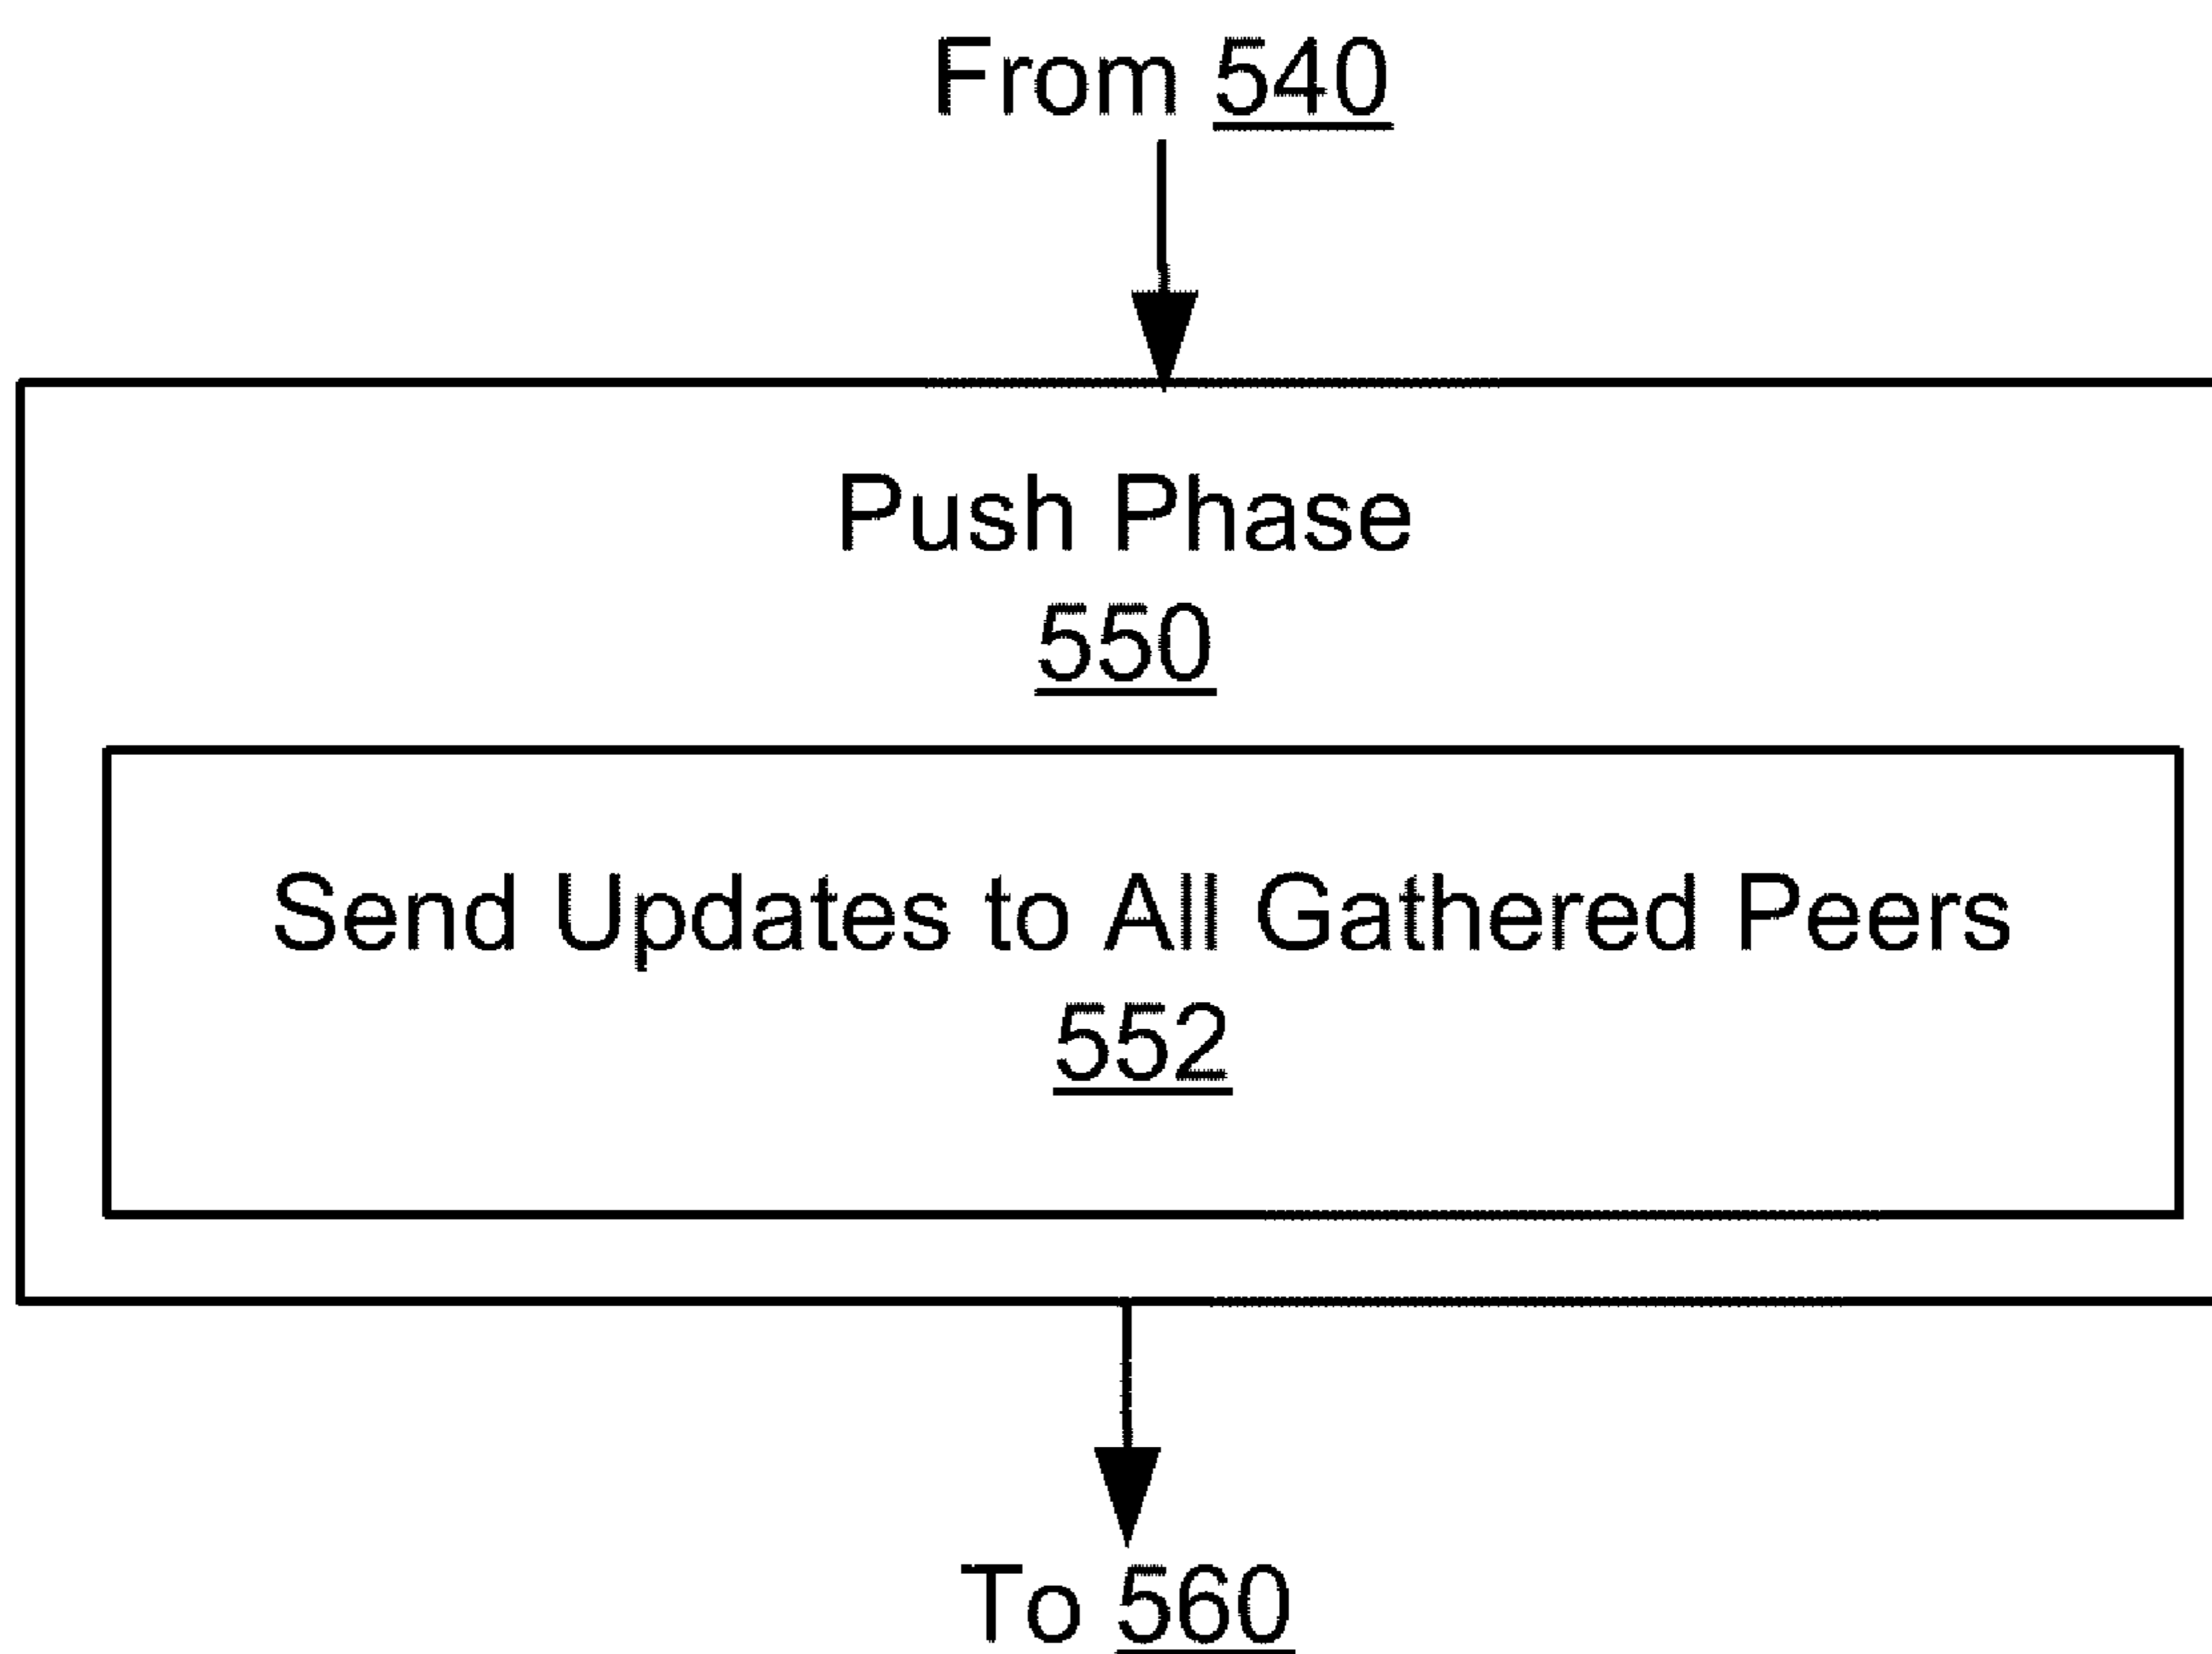 From 540
Push Phase
550
Send Updates to All Gathered Peers
552
To 560